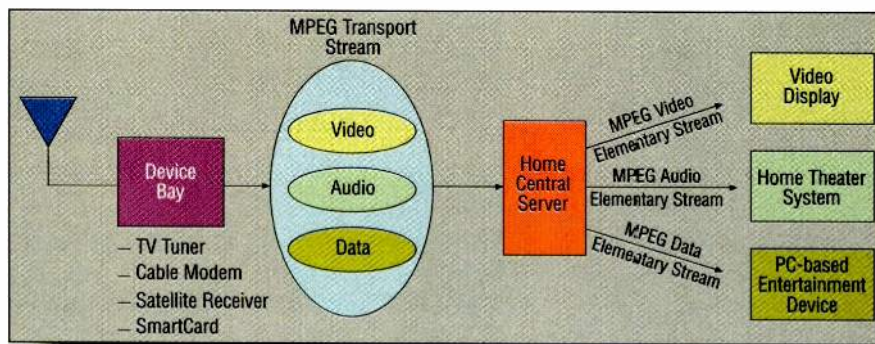 MPEG Transport
Stream
Device
Bay
— TV Tuner
— Cable Modem
— Satellite Receiver
— SmartCard
Video
Audio
Data
Home
Central
Server
MPEG Video
Elementary Stream
MPEG Audio
Elementary Stream
MPEG Data
Elementary Stream
Video
Display
Home Theater
System
PC-based
Entertainment
Device